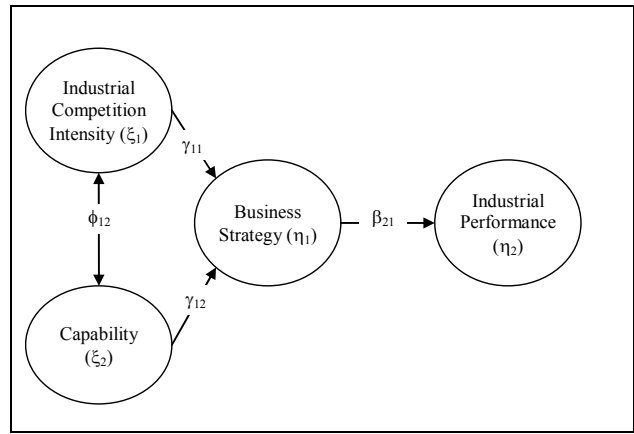 Industrial
Competition
Intensity (ξ₁)
γ₁₁
ϕ₁₂
Business
Strategy (η₁)
β₂₁
Industrial
Performance
(η₂)
γ₁₂
Capability
(ξ₂)